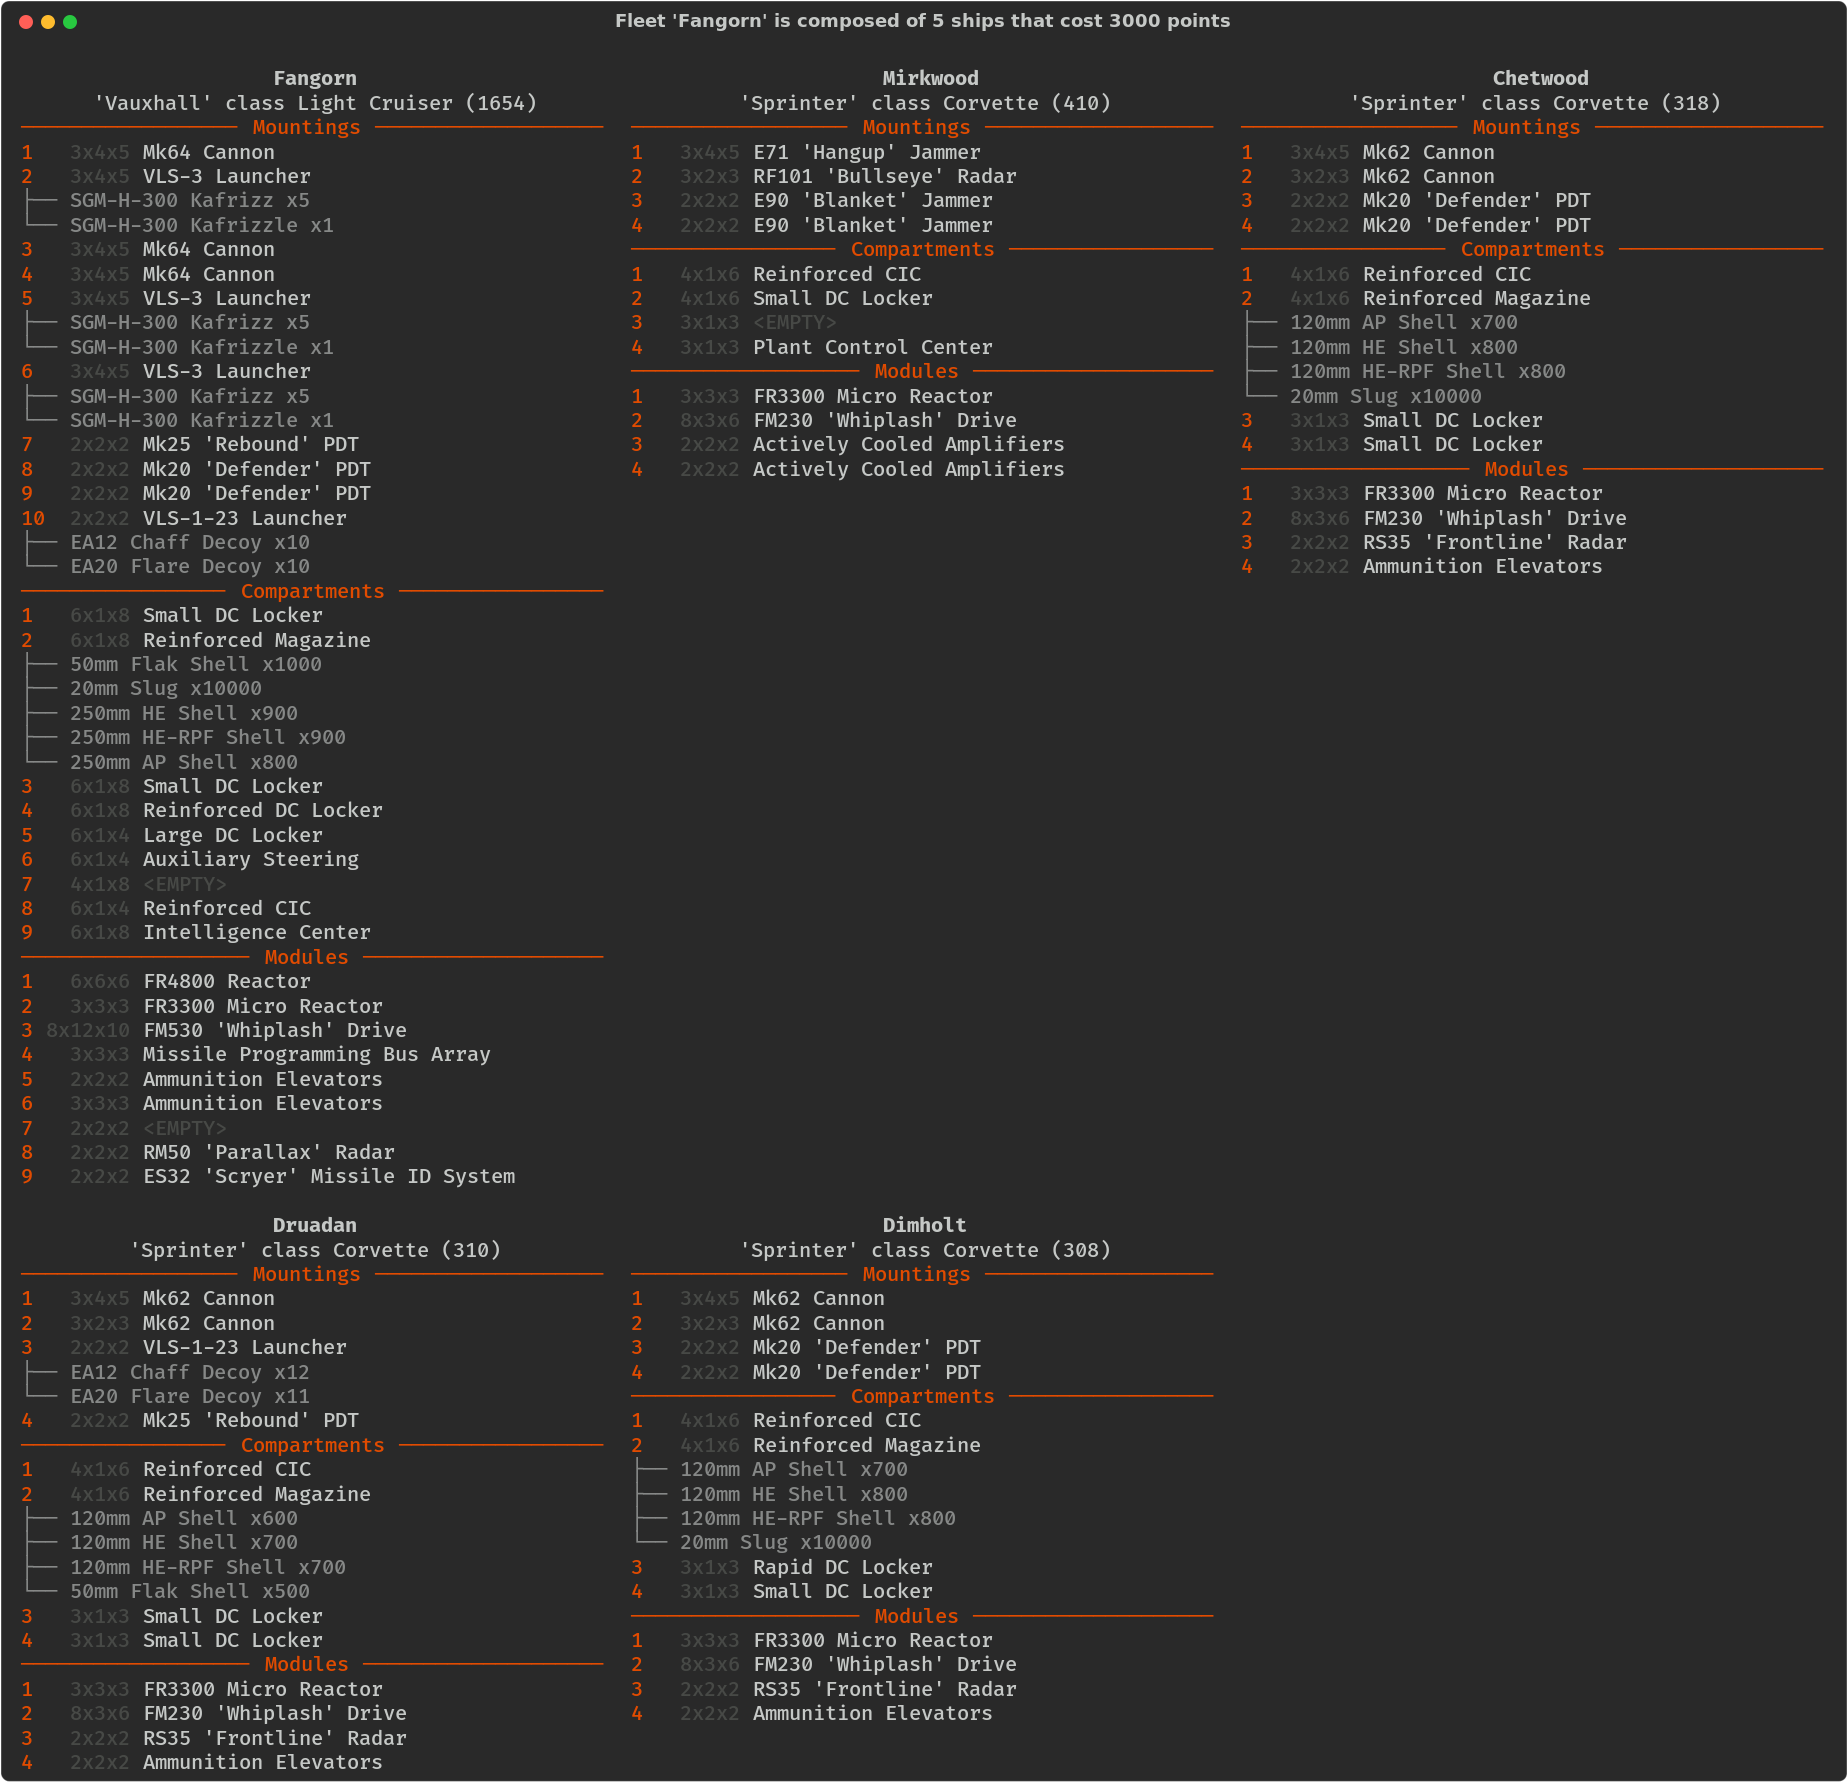 Fleet 'Fangorn' is composed of 5 ships that cost 3000 points
Fangorn
'Vauxhall' class Light Cruiser (1654)
Mountings
1 3x4x5 Mk64 Cannon
2 3x4x5 VLS-3 Launcher
SGM-H-300 Kafrizz x5
SGM-H-300 Kafrizzle x1
3 3x4x5 Mk64 Cannon
4 3x4x5 Mk64 Cannon
5 3x4x5 VLS-3 Launcher
SGM-H-300 Kafrizz x5
SGM-H-300 Kafrizzle x1
6 3x4x5 VLS-3 Launcher
SGM-H-300 Kafrizz x5
SGM-H-300 Kafrizzle x1
7 2x2x2 Mk25 'Rebound' PDT
8 2x2x2 Mk20 'Defender' PDT
9 2x2x2 Mk20 'Defender' PDT
10 2x2x2 VLS-1-23 Launcher
EA12 Chaff Decoy x10
EA20 Flare Decoy x10
Compartments
1 6x1x8 Small DC Locker
2 6x1x8 Reinforced Magazine
50mm Flak Shell x1000
20mm Slug x10000
250mm HE Shell x900
250mm HE-RPF Shell x900
250mm AP Shell x800
3 6x1x8 Small DC Locker
4 6x1x8 Reinforced DC Locker
5 6x1x4 Large DC Locker
6 6x1x4 Auxiliary Steering
7 4x1x8 <EMPTY>
8 6x1x4 Reinforced CIC
9 6x1x8 Intelligence Center
Modules
1 6x6x6 FR4800 Reactor
2 3x3x3 FR3300 Micro Reactor
3 8x12x10 FM530 'Whiplash' Drive
4 3x3x3 Missile Programming Bus Array
5 2x2x2 Ammunition Elevators
6 3x3x3 Ammunition Elevators
7 2x2x2 <EMPTY>
8 2x2x2 RM50 'Parallax' Radar
9 2x2x2 ES32 'Scryer' Missile ID System
Mirkwood
'Sprinter' class Corvette (410)
Mountings
1 3x4x5 E71 'Hangup' Jammer
2 3x2x3 RF101 'Bullseye' Radar
3 2x2x2 E90 'Blanket' Jammer
4 2x2x2 E90 'Blanket' Jammer
Compartments
1 4x1x6 Reinforced CIC
2 4x1x6 Small DC Locker
3 3x1x3 <EMPTY>
4 3x1x3 Plant Control Center
Modules
1 3x3x3 FR3300 Micro Reactor
2 8x3x6 FM230 'Whiplash' Drive
3 2x2x2 Actively Cooled Amplifiers
4 2x2x2 Actively Cooled Amplifiers
Chetwood
'Sprinter' class Corvette (318)
Mountings
1 3x4x5 Mk62 Cannon
2 3x2x3 Mk62 Cannon
3 2x2x2 Mk20 'Defender' PDT
4 2x2x2 Mk20 'Defender' PDT
Compartments
1 4x1x6 Reinforced CIC
2 4x1x6 Reinforced Magazine
120mm AP Shell x700
120mm HE Shell x800
120mm HE-RPF Shell x800
20mm Slug x10000
3 3x1x3 Small DC Locker
4 3x1x3 Small DC Locker
Modules
1 3x3x3 FR3300 Micro Reactor
2 8x3x6 FM230 'Whiplash' Drive
3 2x2x2 RS35 'Frontline' Radar
4 2x2x2 Ammunition Elevators
Druadan
'Sprinter' class Corvette (310)
Mountings
1 3x4x5 Mk62 Cannon
2 3x2x3 Mk62 Cannon
3 2x2x2 VLS-1-23 Launcher
EA12 Chaff Decoy x12
EA20 Flare Decoy x11
4 2x2x2 Mk25 'Rebound' PDT
Compartments
1 4x1x6 Reinforced CIC
2 4x1x6 Reinforced Magazine
120mm AP Shell x600
120mm HE Shell x700
120mm HE-RPF Shell x700
50mm Flak Shell x500
3 3x1x3 Small DC Locker
4 3x1x3 Small DC Locker
Modules
1 3x3x3 FR3300 Micro Reactor
2 8x3x6 FM230 'Whiplash' Drive
3 2x2x2 RS35 'Frontline' Radar
4 2x2x2 Ammunition Elevators
Dimholt
'Sprinter' class Corvette (308)
Mountings
1 3x4x5 Mk62 Cannon
2 3x2x3 Mk62 Cannon
3 2x2x2 Mk20 'Defender' PDT
4 2x2x2 Mk20 'Defender' PDT
Compartments
1 4x1x6 Reinforced CIC
2 4x1x6 Reinforced Magazine
120mm AP Shell x700
120mm HE Shell x800
120mm HE-RPF Shell x800
20mm Slug x10000
3 3x1x3 Rapid DC Locker
4 3x1x3 Small DC Locker
Modules
1 3x3x3 FR3300 Micro Reactor
2 8x3x6 FM230 'Whiplash' Drive
3 2x2x2 RS35 'Frontline' Radar
4 2x2x2 Ammunition Elevators